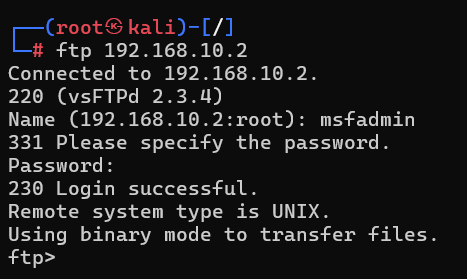 ┌──(root㉿kali)-[/]
└─# ftp 192.168.10.2
Connected to 192.168.10.2.
220 (vsFTPd 2.3.4)
Name (192.168.10.2:root): msfadmin
331 Please specify the password.
Password:
230 Login successful.
Remote system type is UNIX.
Using binary mode to transfer files.
ftp>